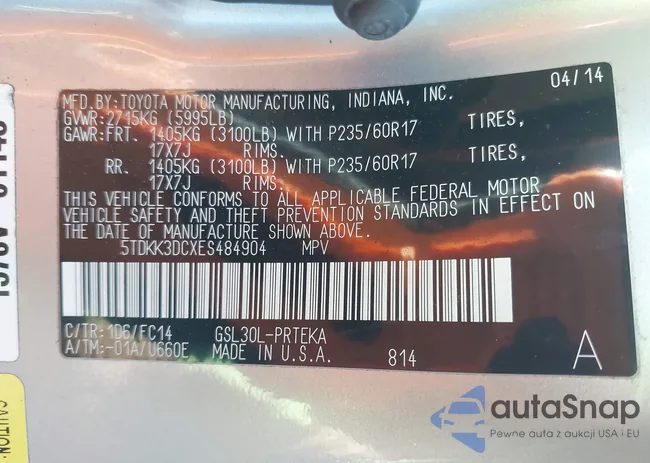 04/14
MFD.BY:TOYOTA MOTOR MANUFACTURING, INDIANA, INC.
GVWR:2715KG (5995LB)
GAWR:FRT. 1405KG (3100LB) WITH P235/60R17 TIRES,
17X7J RIMS.
RR. 1405KG (3100LB) WITH P235/60R17 TIRES,
17X7J RIMS.
THIS VEHICLE CONFORMS TO ALL APPLICABLE FEDERAL MOTOR
VEHICLE SAFETY AND THEFT PREVENTION STANDARDS IN EFFECT ON
THE DATE OF MANUFACTURE SHOWN ABOVE.
5TDKK3DCXES484904 MPV
C/TR:1D6/FC14 GSL30L-PRTEKA
A/TM:-01A/U660E MADE IN U.S.A. 814 A
CAUTION
autaSnap
Pewne auta z aukcji USA i EU